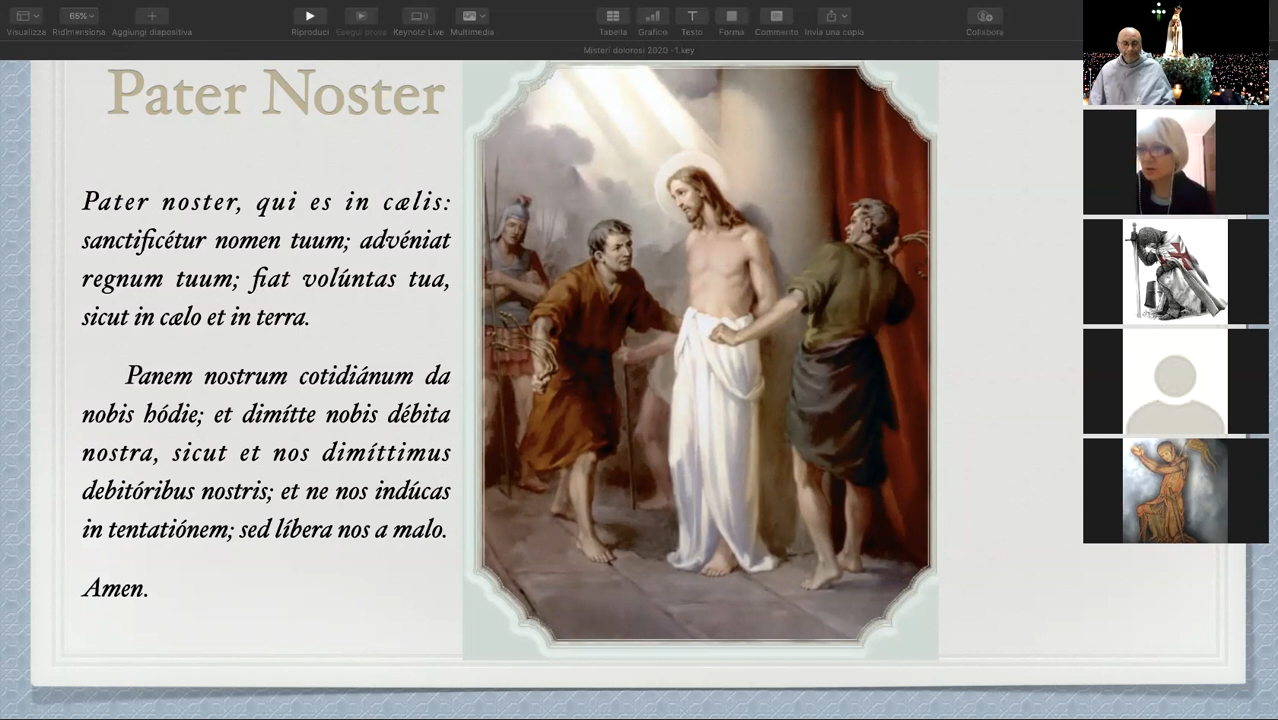 65%
Visualizza Ridimensiona Aggiungi diapositiva Riproduci Esegui prova Keynote Live Multimedia Tabella Grafico Testo Forma Commento Invia una copia Collabora
Misteri dolorosi 2020 -1.key
Pater Noster
Pater noster, qui es in cælis:
sanctificétur nomen tuum; advéniat
regnum tuum; fiat volúntas tua,
sicut in cælo et in terra.
Panem nostrum cotidiánum da
nobis hódie; et dimítte nobis débita
nostra, sicut et nos dimíttimus
debitóribus nostris; et ne nos indúcas
in tentatiónem; sed líbera nos a malo.
Amen.